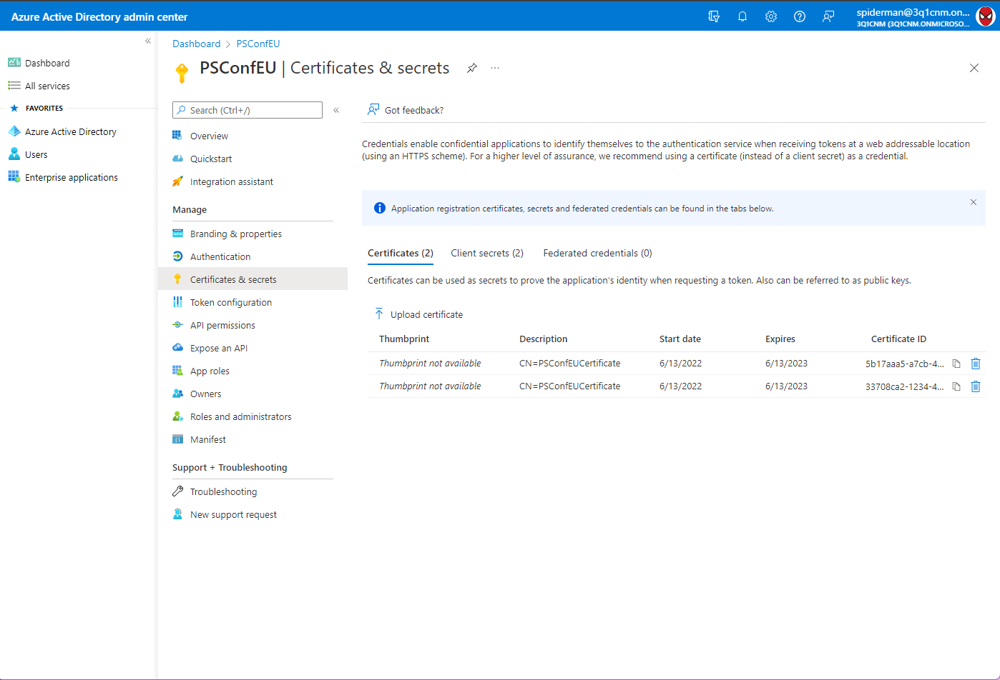 Azure Active Directory admin center
spiderman@3q1cnm.on...
3Q1CNM (3Q1CNM.ONMICROSO...
Dashboard
All services
FAVORITES
Azure Active Directory
Users
Enterprise applications
Dashboard > PSConfEU
PSConfEU | Certificates & secrets
...
Search (Ctrl+/)
Overview
Quickstart
Integration assistant
Manage
Branding & properties
Authentication
Certificates & secrets
Token configuration
API permissions
Expose an API
App roles
Owners
Roles and administrators
Manifest
Support + Troubleshooting
Troubleshooting
New support request
Got feedback?
Credentials enable confidential applications to identify themselves to the authentication service when receiving tokens at a web addressable location
(using an HTTPS scheme). For a higher level of assurance, we recommend using a certificate (instead of a client secret) as a credential.
Application registration certificates, secrets and federated credentials can be found in the tabs below.
Certificates (2) Client secrets (2) Federated credentials (0)
Certificates can be used as secrets to prove the application's identity when requesting a token. Also can be referred to as public keys.
Upload certificate
Thumbprint Description Start date Expires Certificate ID
Thumbprint not available CN=PSConfEUCertificate 6/13/2022 6/13/2023 5b17aaa5-a7cb-4...
Thumbprint not available CN=PSConfEUCertificate 6/13/2022 6/13/2023 33708ca2-1234-4...